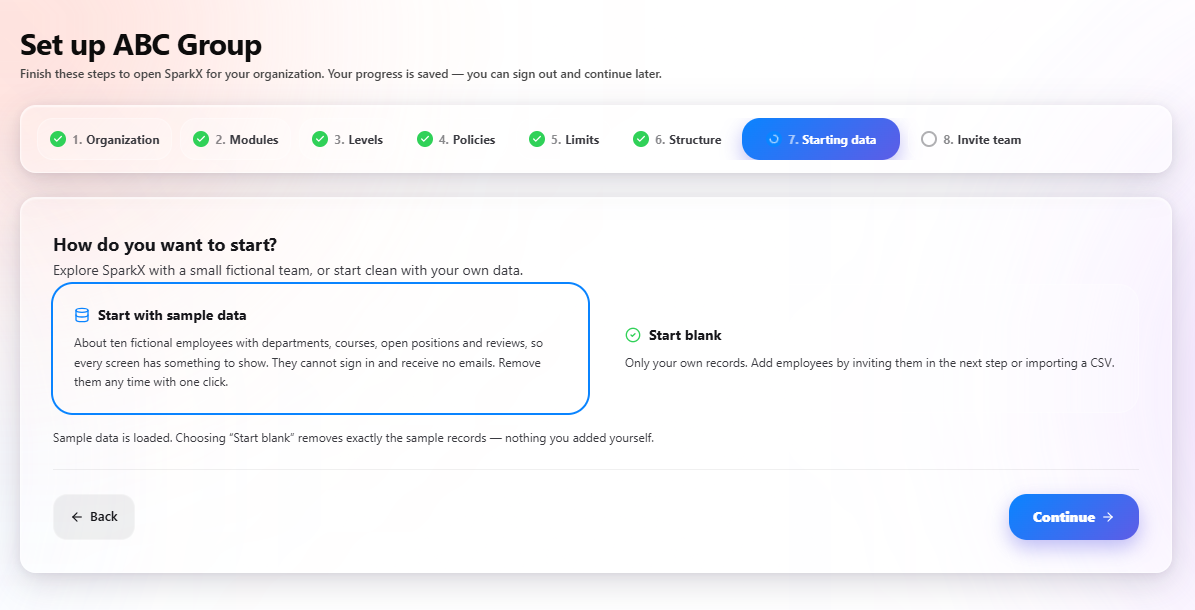 Set up ABC Group
Finish these steps to open SparkX for your organization. Your progress is saved — you can sign out and continue later.
1. Organization
2. Modules
3. Levels
4. Policies
5. Limits
6. Structure
7. Starting data
8. Invite team
How do you want to start?
Explore SparkX with a small fictional team, or start clean with your own data.
Start with sample data
About ten fictional employees with departments, courses, open positions and reviews, so
every screen has something to show. They cannot sign in and receive no emails. Remove
them any time with one click.
Start blank
Only your own records. Add employees by inviting them in the next step or importing a CSV.
Sample data is loaded. Choosing “Start blank” removes exactly the sample records — nothing you added yourself.
← Back
Continue →